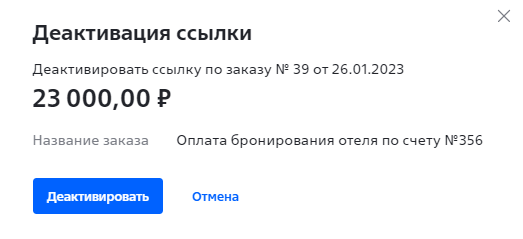 Деактивация ссылки
Деактивировать ссылку по заказу № 39 от 26.01.2023
23 000,00 ₽
Название заказа Оплата бронирования отеля по счету №356
Деактивировать Отмена